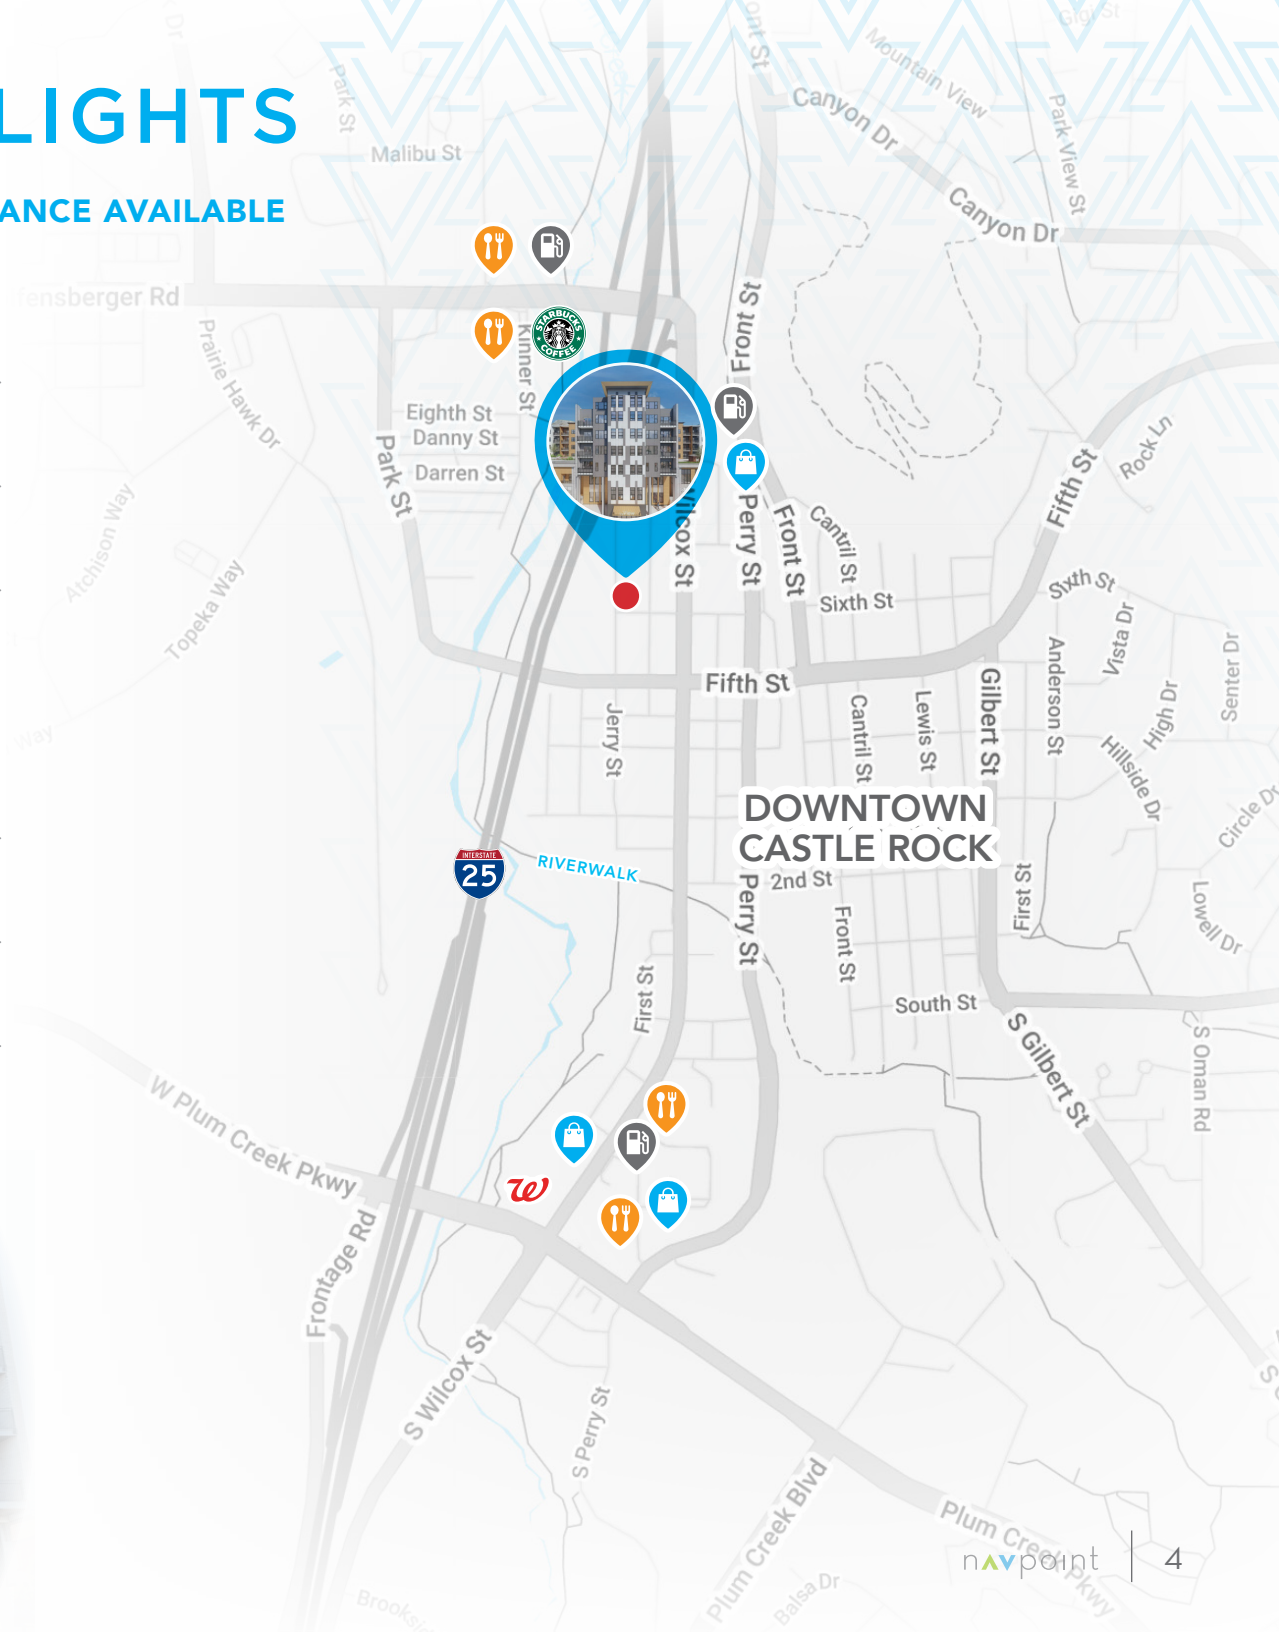 LIGHTS
ANCE AVAILABLE
Gigi St
Mountain View
Park St
Malibu St
Canyon Dr
Park View St
Canyon Dr
fensberger Rd
Front St
STARBUCKS
COFFEE
Prairie Hawk Dr
Kinner St
Eighth St
Danny St
Darren St
Park St
Fifth St
Rock Ln
Atchison Way
Topeka Way
Wilcox St
Perry St
Front St
Cantril St
Sixth St
Sixth St
Vista Dr
Anderson St
Senter Dr
High Dr
Fifth St
Gilbert St
Jerry St
Cantril St
Lewis St
Way
Hillside Dr
Circle Dr
DOWNTOWN
CASTLE ROCK
INTERSTATE
25
RIVERWALK
2nd St
Perry St
Front St
First St
Lowell Dr
First St
South St
S Gilbert St
S Oman Rd
W Plum Creek Pkwy
W
Frontage Rd
S Wilcox St
S Perry St
Plum Creek Blvd
Plum Creek Pkwy
Balsa Dr
navpoint
4